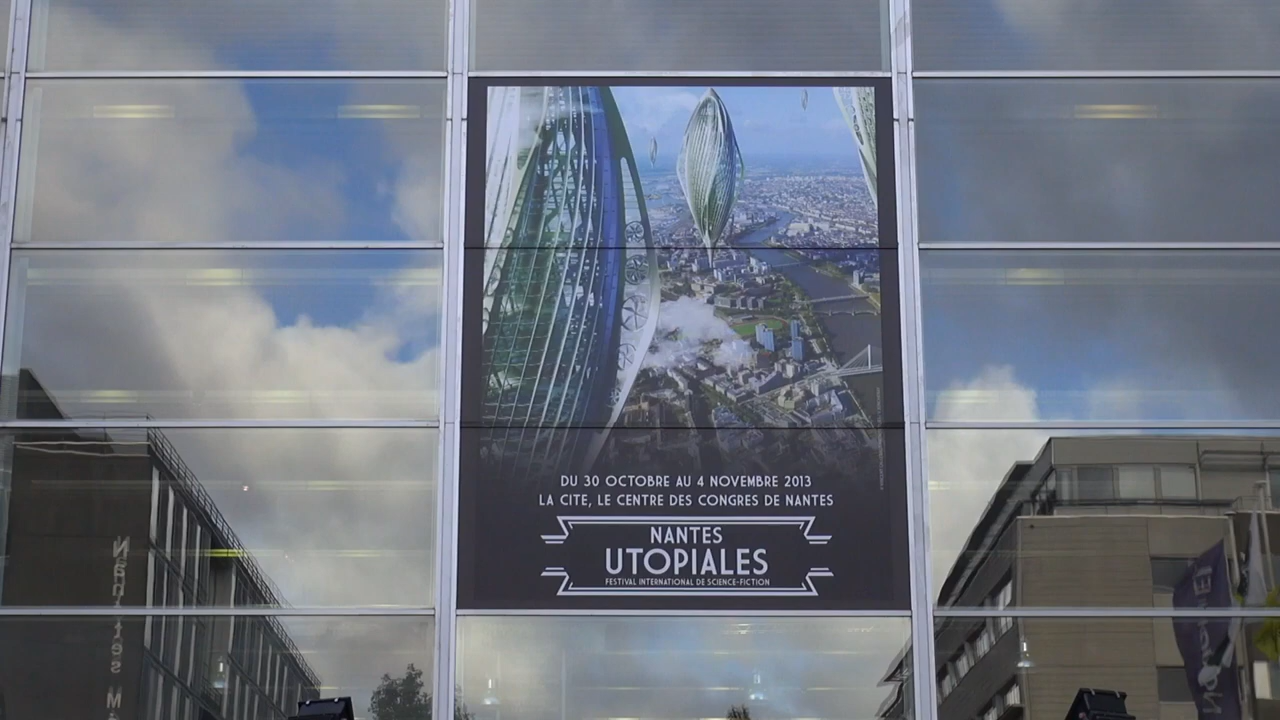 DU 30 OCTOBRE AU 4 NOVEMBRE 2013
LA CITE, LE CENTRE DES CONGRES DE NANTES
NANTES
UTOPIALES
FESTIVAL INTERNATIONAL DE SCIENCE-FICTION
Nantes